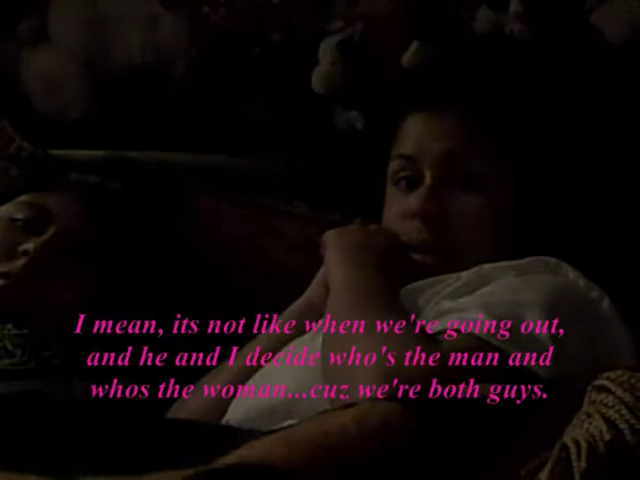 I mean, its not like when we're going out,
and he and I decide who's the man and
whos the woman...cuz we're both guys.